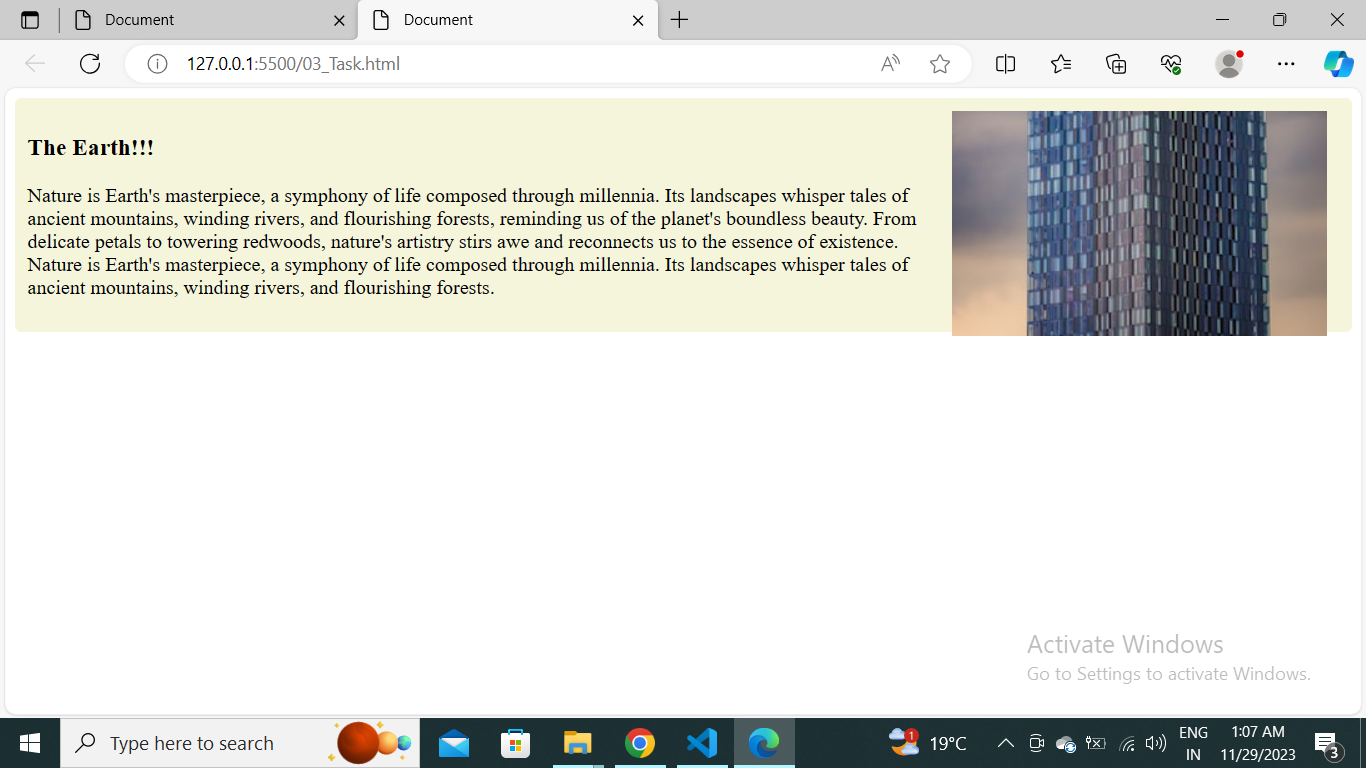 Document
Document
127.0.0.1:5500/03_Task.html
The Earth!!!
Nature is Earth's masterpiece, a symphony of life composed through millennia. Its landscapes whisper tales of
ancient mountains, winding rivers, and flourishing forests, reminding us of the planet's boundless beauty. From
delicate petals to towering redwoods, nature's artistry stirs awe and reconnects us to the essence of existence.
Nature is Earth's masterpiece, a symphony of life composed through millennia. Its landscapes whisper tales of
ancient mountains, winding rivers, and flourishing forests.
Activate Windows
Go to Settings to activate Windows.
Type here to search
1
19°C
ENG
IN
1:07 AM
11/29/2023
3